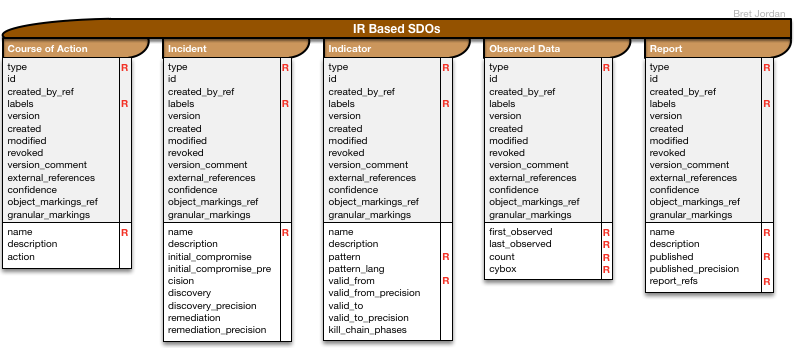 Bret Jordan
IR Based SDOs
Course of Action
type R
id
created_by_ref
labels R
version
created
modified
revoked
version_comment
external_references
confidence
object_markings_ref
granular_markings
name R
description
action
Incident
type R
id
created_by_ref
labels R
version
created
modified
revoked
version_comment
external_references
confidence
object_markings_ref
granular_markings
name R
description
initial_compromise
initial_compromise_pre
cision
discovery
discovery_precision
remediation
remediation_precision
Indicator
type R
id
created_by_ref
labels R
version
created
modified
revoked
version_comment
external_references
confidence
object_markings_ref
granular_markings
name
description
pattern R
pattern_lang
valid_from R
valid_from_precision
valid_to
valid_to_precision
kill_chain_phases
Observed Data
type R
id
created_by_ref
labels
version
created
modified
revoked
version_comment
external_references
confidence
object_markings_ref
granular_markings
first_observed R
last_observed R
count R
cybox R
Report
type R
id
created_by_ref
labels R
version
created
modified
revoked
version_comment
external_references
confidence
object_markings_ref
granular_markings
name R
description
published R
published_precision
report_refs R